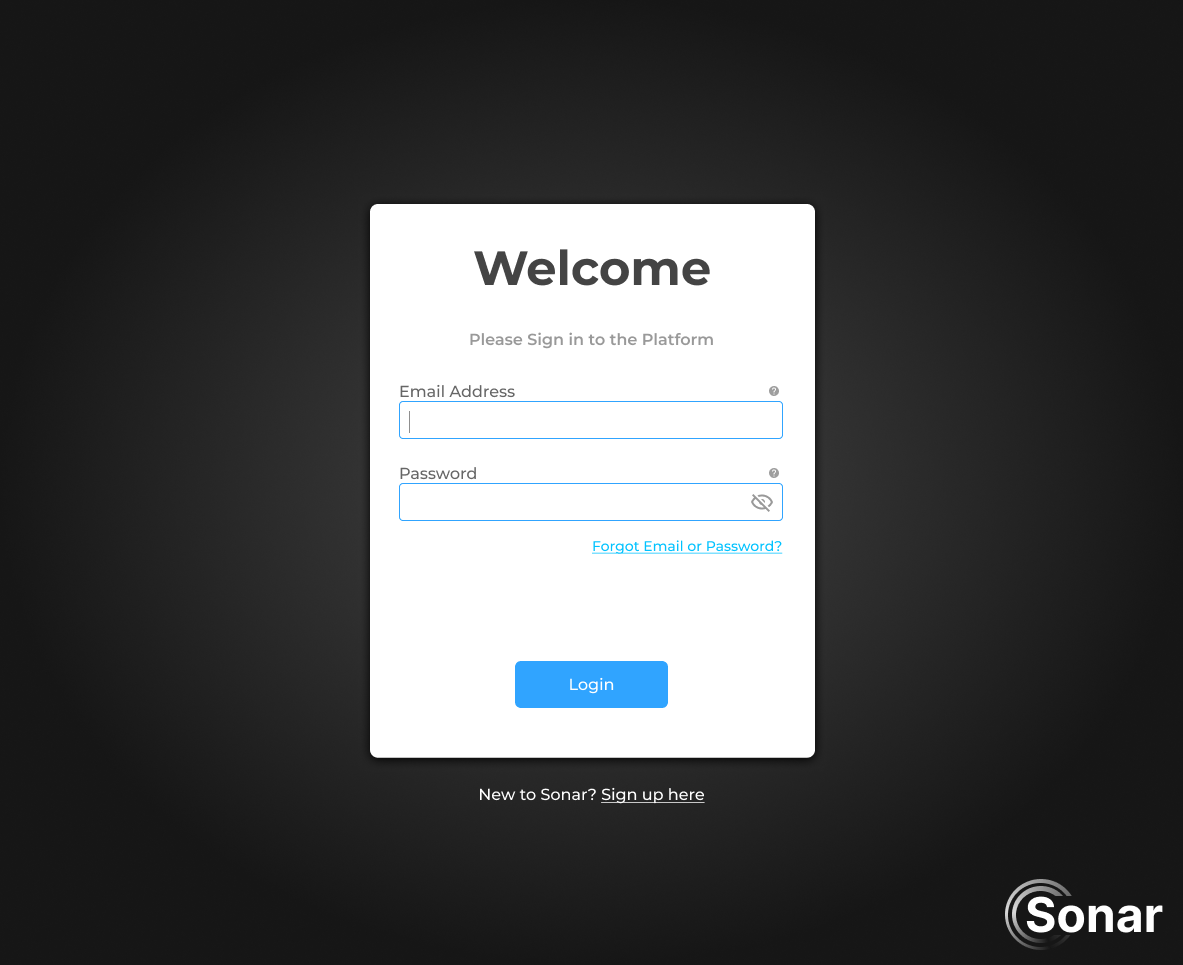 Welcome
Please Sign in to the Platform
Email Address
Password
Forgot Email or Password?
Login
New to Sonar? Sign up here
Sonar